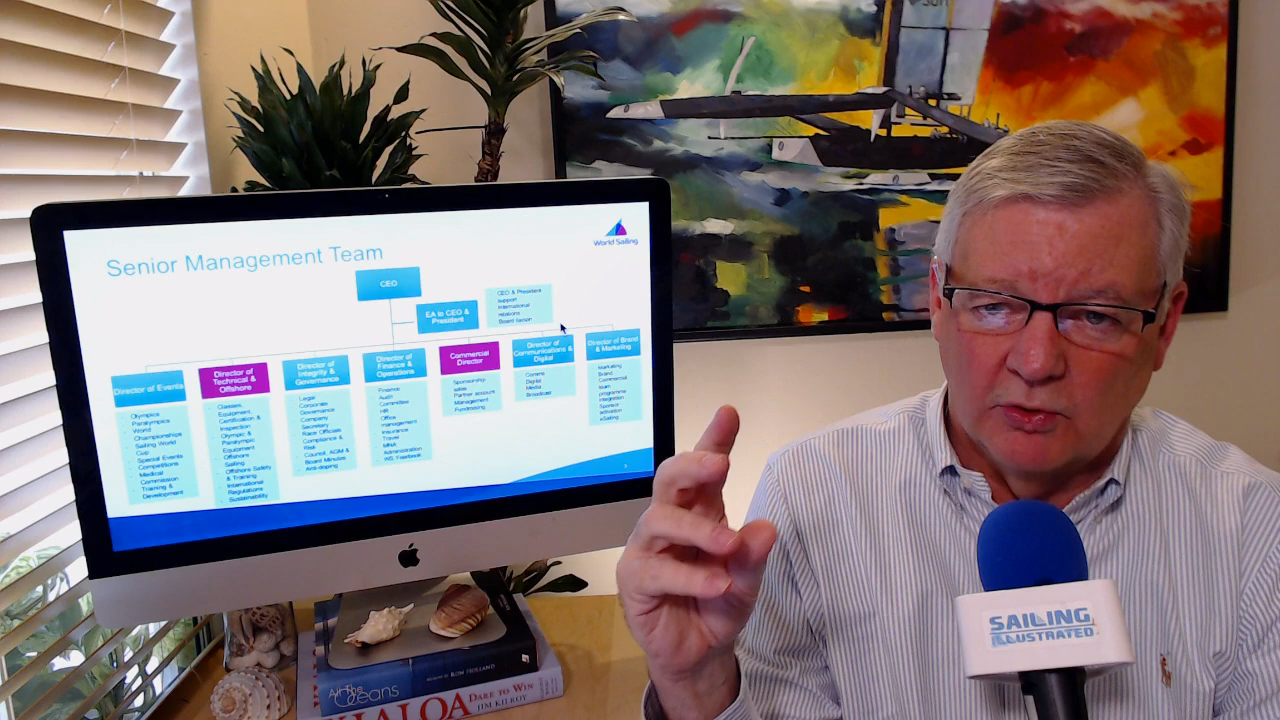 Sun
Senior Management Team
World Sailing
CEO
EA to CEO &
President
CEO & President
support
International
relations
Board liaison
Director of Events
Olympics
Paralympics
World
Championships
Sailing World
Cup
Special Events
Competitions
Medical
Commission
Training &
Development
Director of
Technical &
Offshore
Classes
Equipment,
Certification &
Inspection
Olympic &
Paralympic
Equipment
Offshore
Sailing
Offshore Safety
& Training
International
Regulations
Sustainability
Director of
Integrity &
Governance
Legal
Corporate
Governance
Company
Secretary
Race Officials
Compliance &
Risk
Council, AGM &
Board Minutes
Anti-doping
Director of
Finance &
Operations
Finance
Audit
Committee
HR
Office
management
Insurance
Travel
MNA
Administration
WS Yearbook
Commercial
Director
Sponsorship
sales
Partner account
Management
Fundraising
Director of
Communications &
Digital
Comms
Digital
Media
Broadcast
Director of Brand
& Marketing
Marketing
Brand
Commercial
team
programme
integration
Sponsor
activation
eSailing
SAILING
ILLUSTRATED
RON HOLLAND
All The
Oceans
DARE TO WIN
JIM KILROY